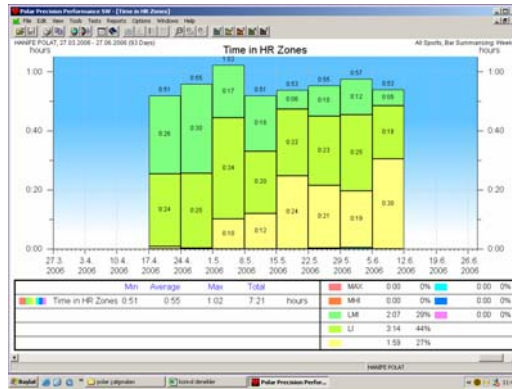 Polar Precision Performance SW - [Time in HR Zones]
File Edit View Tools Tests Reports Options Windows Help
HANİFE POLAT, 27.03.2006 - 27.06.2006 (93 Days)
Time in HR Zones
All Sports, Bar Summarizing: Week
hours
hours
1:00
0:40
0:20
0:00
0:51 0:55 1:02 0:51 0:53 0:55 0:57 0:53
0:26 0:30 0:17 0:18 0:06 0:10 0:12 0:05
0:24 0:25 0:34 0:20 0:22 0:23 0:25 0:18
0:10 0:12 0:24 0:21 0:19 0:30
1:00
0:40
0:20
0:00
27.3. 3.4. 10.4. 17.4. 24.4. 1.5. 8.5. 15.5. 22.5. 29.5. 5.6. 12.6. 19.6. 26.6.
2006 2006 2006 2006 2006 2006 2006 2006 2006 2006 2006 2006 2006 2006
Min Average Max Total
Time in HR Zones 0:51 0:55 1:02 7:21 hours
MAX 0:00 0% 0:00 0%
MHI 0:00 0% 0:00 0%
LMI 2:07 29% 0:00 0%
LI 3:14 44%
1:59 27%
HANİFE POLAT
Başlat
polar çalışmaları
kontrol denekler
Polar Precision Perfor...